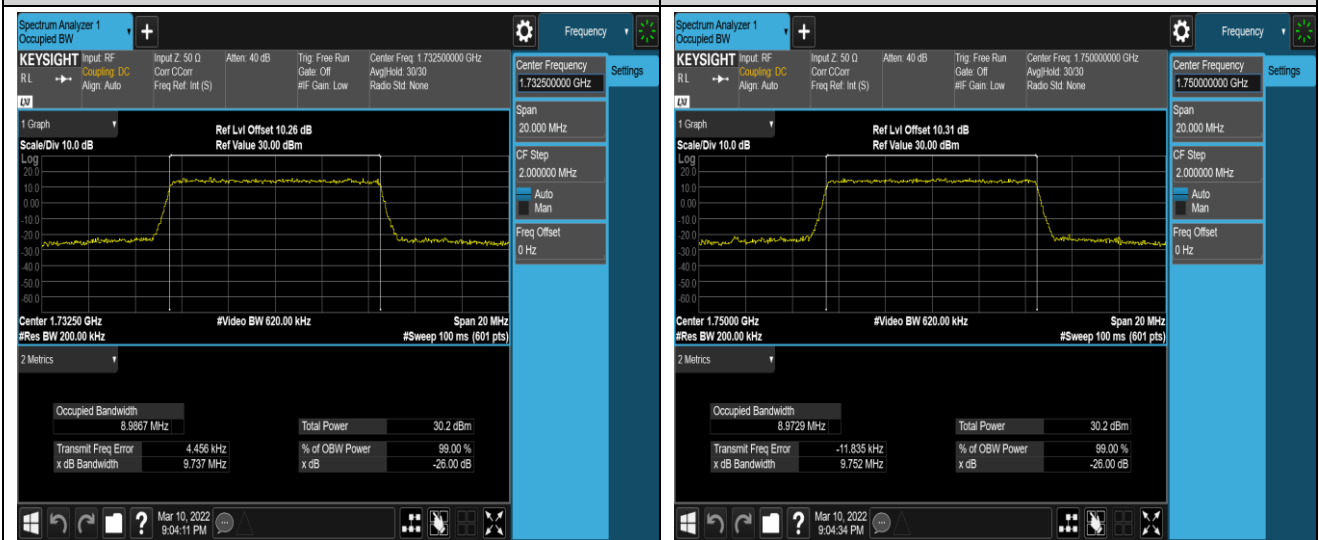 Spectrum Analyzer 1
Occupied BW
Frequency
KEYSIGHT
RL
LXI
Input: RF
Coupling: DC
Align: Auto
Input Z: 50 Ω
Corr CCorr
Freq Ref: Int (S)
Atten: 40 dB
Trig: Free Run
Gate: Off
#IF Gain: Low
Center Freq: 1.732500000 GHz
Avg|Hold: 30/30
Radio Std: None
Center Frequency
1.732500000 GHz
Settings
Span
20.000 MHz
CF Step
2.000000 MHz
Auto
Man
Freq Offset
0 Hz
1 Graph
Ref Lvl Offset 10.26 dB
Scale/Div 10.0 dB
Ref Value 30.00 dBm
Log
20.0
10.0
0.00
-10.0
-20.0
-30.0
-40.0
-50.0
-60.0
Center 1.73250 GHz
#Video BW 620.00 kHz
Span 20 MHz
#Res BW 200.00 kHz
#Sweep 100 ms (601 pts)
2 Metrics
Occupied Bandwidth
8.9867 MHz
Total Power 30.2 dBm
Transmit Freq Error 4.456 kHz
% of OBW Power 99.00 %
x dB Bandwidth 9.737 MHz
x dB -26.00 dB
?
Mar 10, 2022
9:04:11 PM
Spectrum Analyzer 1
Occupied BW
Frequency
KEYSIGHT
RL
LXI
Input: RF
Coupling: DC
Align: Auto
Input Z: 50 Ω
Corr CCorr
Freq Ref: Int (S)
Atten: 40 dB
Trig: Free Run
Gate: Off
#IF Gain: Low
Center Freq: 1.750000000 GHz
Avg|Hold: 30/30
Radio Std: None
Center Frequency
1.750000000 GHz
Settings
Span
20.000 MHz
CF Step
2.000000 MHz
Auto
Man
Freq Offset
0 Hz
1 Graph
Ref Lvl Offset 10.31 dB
Scale/Div 10.0 dB
Ref Value 30.00 dBm
Log
20.0
10.0
0.00
-10.0
-20.0
-30.0
-40.0
-50.0
-60.0
Center 1.75000 GHz
#Video BW 620.00 kHz
Span 20 MHz
#Res BW 200.00 kHz
#Sweep 100 ms (601 pts)
2 Metrics
Occupied Bandwidth
8.9729 MHz
Total Power 30.2 dBm
Transmit Freq Error -11.835 kHz
% of OBW Power 99.00 %
x dB Bandwidth 9.752 MHz
x dB -26.00 dB
?
Mar 10, 2022
9:04:34 PM